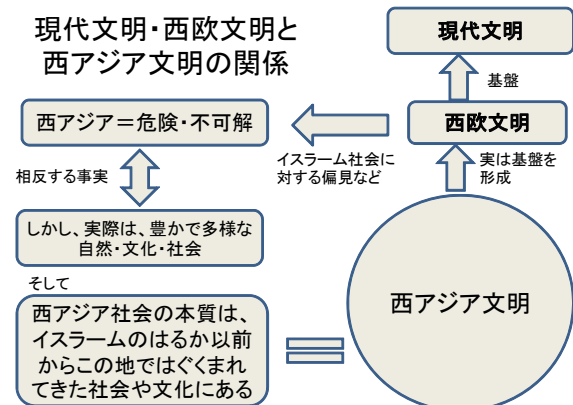 現代文明・西欧文明と
西アジア文明の関係
現代文明
基盤
西欧文明
西アジア＝危険・不可解
イスラーム社会に
対する偏見など
実は基盤を
形成
相反する事実
しかし、実際は、豊かで多様な
自然・文化・社会
そして
西アジア社会の本質は、
イスラームのはるか以前
からこの地ではぐくまれ
てきた社会や文化にある
西アジア文明